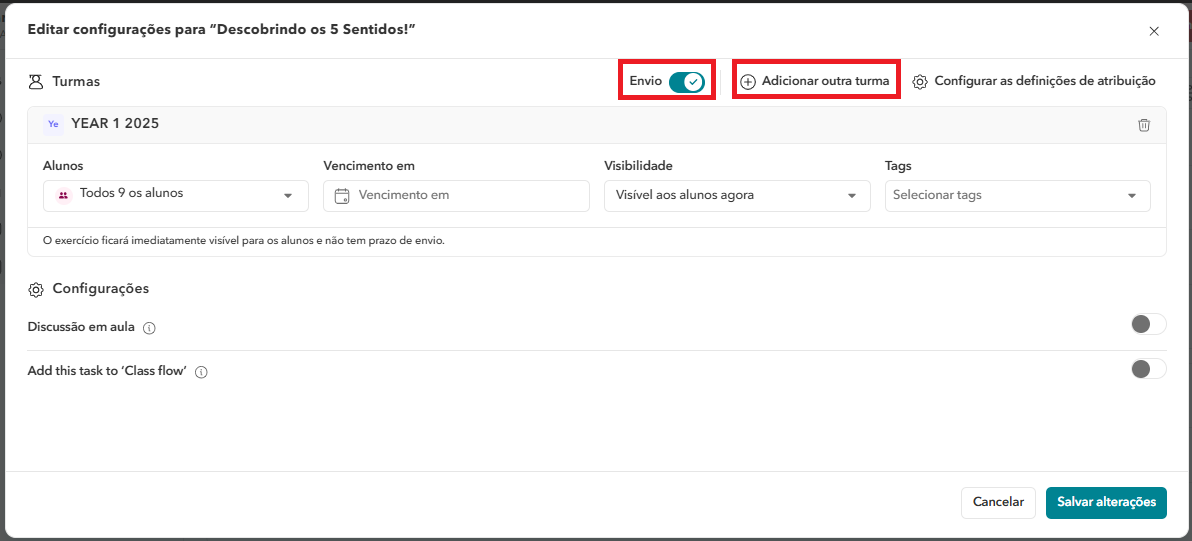 Editar configurações para “Descobrindo os 5 Sentidos!”
Turmas
Envio
Adicionar outra turma
Configurar as definições de atribuição
Ye YEAR 1 2025
Alunos
Vencimento em
Visibilidade
Tags
Todos 9 os alunos
Vencimento em
Visível aos alunos agora
Selecionar tags
O exercício ficará imediatamente visível para os alunos e não tem prazo de envio.
Configurações
Discussão em aula
Add this task to ‘Class flow’
Cancelar
Salvar alterações